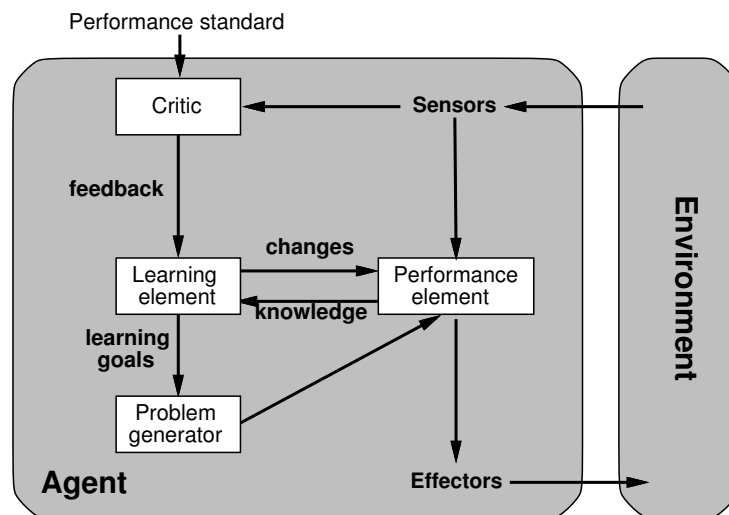 Performance standard
Critic
Sensors
feedback
changes
Learning
element
Performance
element
knowledge
learning
goals
Problem
generator
Agent
Effectors
Environment